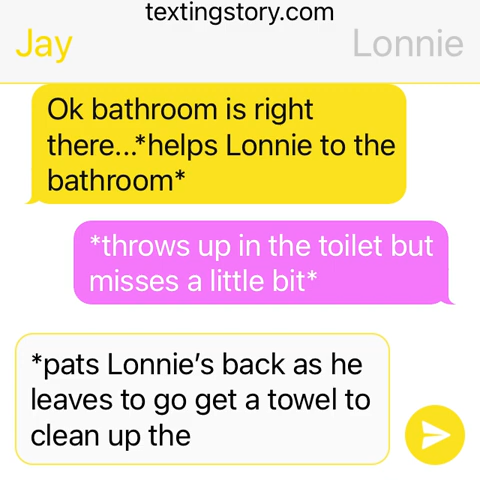 textingstory.com
Jay
Lonnie
Ok bathroom is right
there...*helps Lonnie to the
bathroom*
*throws up in the toilet but
misses a little bit*
*pats Lonnie’s back as he
leaves to go get a towel to
clean up the